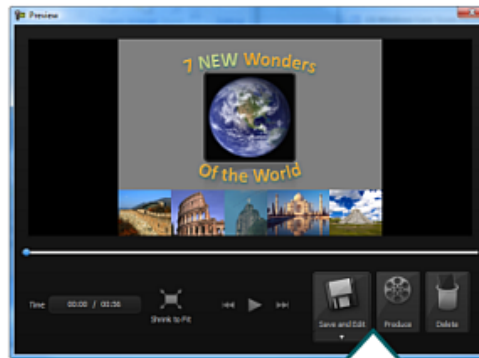 Preview
7 NEW Wonders
Of the World
Time 00:00 / 00:56
Shrink to Fit
Save and Edit
Produce
Delete